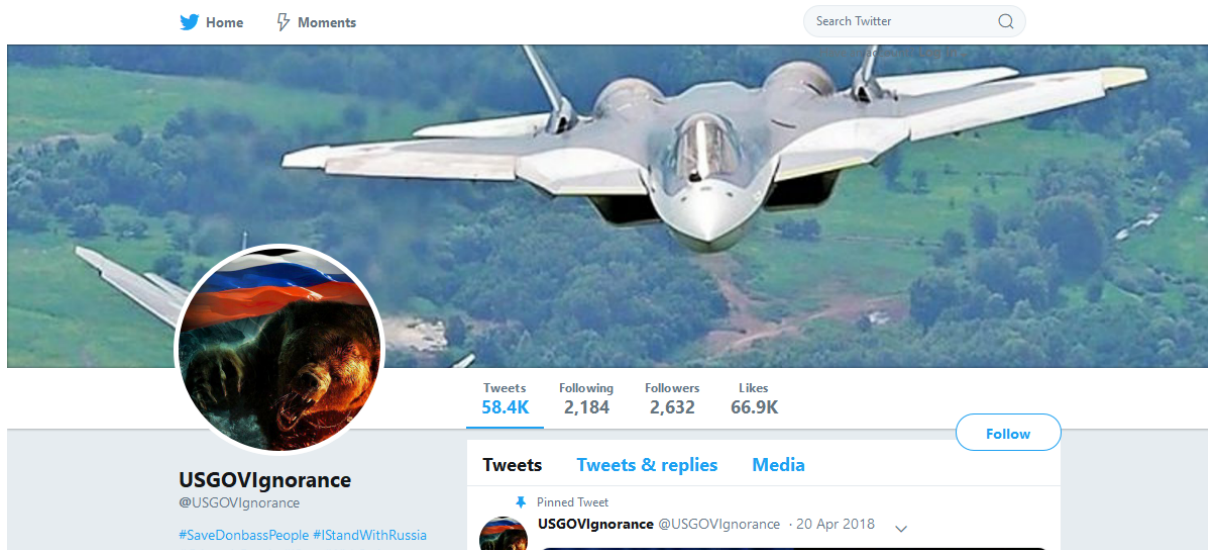 Home Moments Search Twitter
Tweets Following Followers Likes
58.4K 2,184 2,632 66.9K
Follow
Tweets Tweets & replies Media
USGOVIgnorance
@USGOVIgnorance
#SaveDonbassPeople #IStandWithRussia
Pinned Tweet
USGOVIgnorance @USGOVIgnorance · 20 Apr 2018